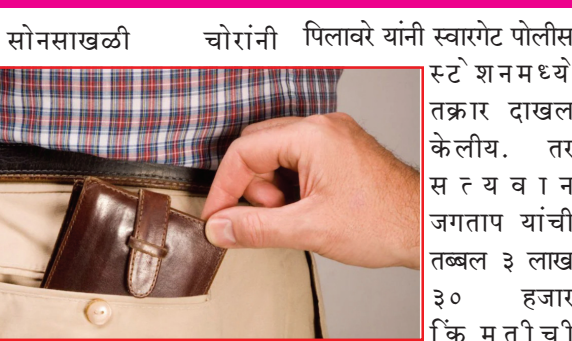 सोनसाखळी चोरांनी
पिलावरे यांनी स्वारगेट पोलीस
स्टेशनमध्ये
तक्रार दाखल
केलीय. तर
सत्यवान
जगताप यांची
तब्बल ३ लाख
३० हजार
किंमतीची